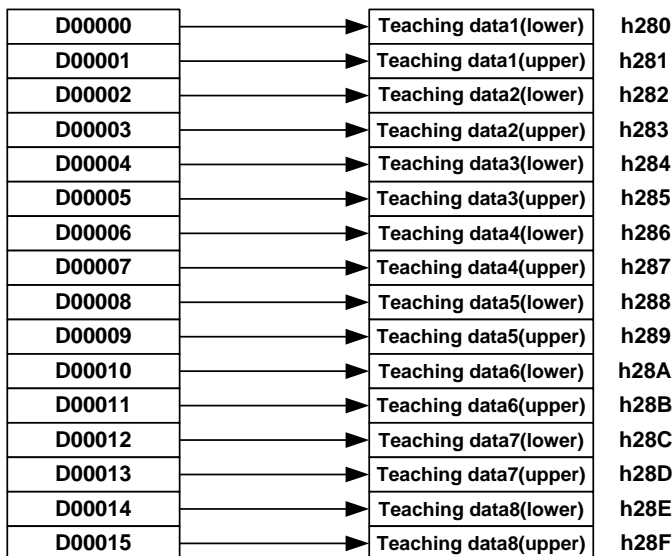 D00000 Teaching data1(lower) h280
D00001 Teaching data1(upper) h281
D00002 Teaching data2(lower) h282
D00003 Teaching data2(upper) h283
D00004 Teaching data3(lower) h284
D00005 Teaching data3(upper) h285
D00006 Teaching data4(lower) h286
D00007 Teaching data4(upper) h287
D00008 Teaching data5(lower) h288
D00009 Teaching data5(upper) h289
D00010 Teaching data6(lower) h28A
D00011 Teaching data6(upper) h28B
D00012 Teaching data7(lower) h28C
D00013 Teaching data7(upper) h28D
D00014 Teaching data8(lower) h28E
D00015 Teaching data8(upper) h28F